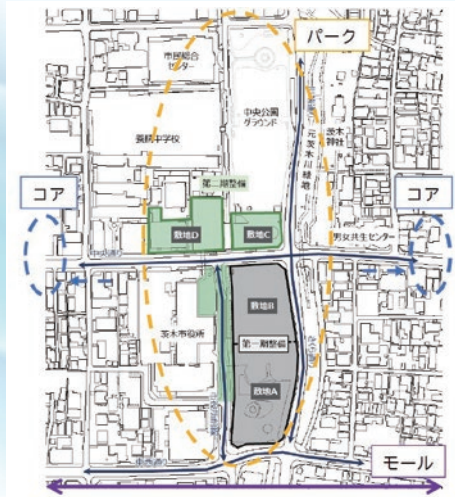 パーク
市民総合
センター
中央公園
グラウンド
養精中学校
元茨木川緑地
茨木
神社
コア
第二期整備
コア
敷地D
敷地C
男女共生センター
中央通り
敷地B
茨木市役所
第一期整備
敷地A
モール